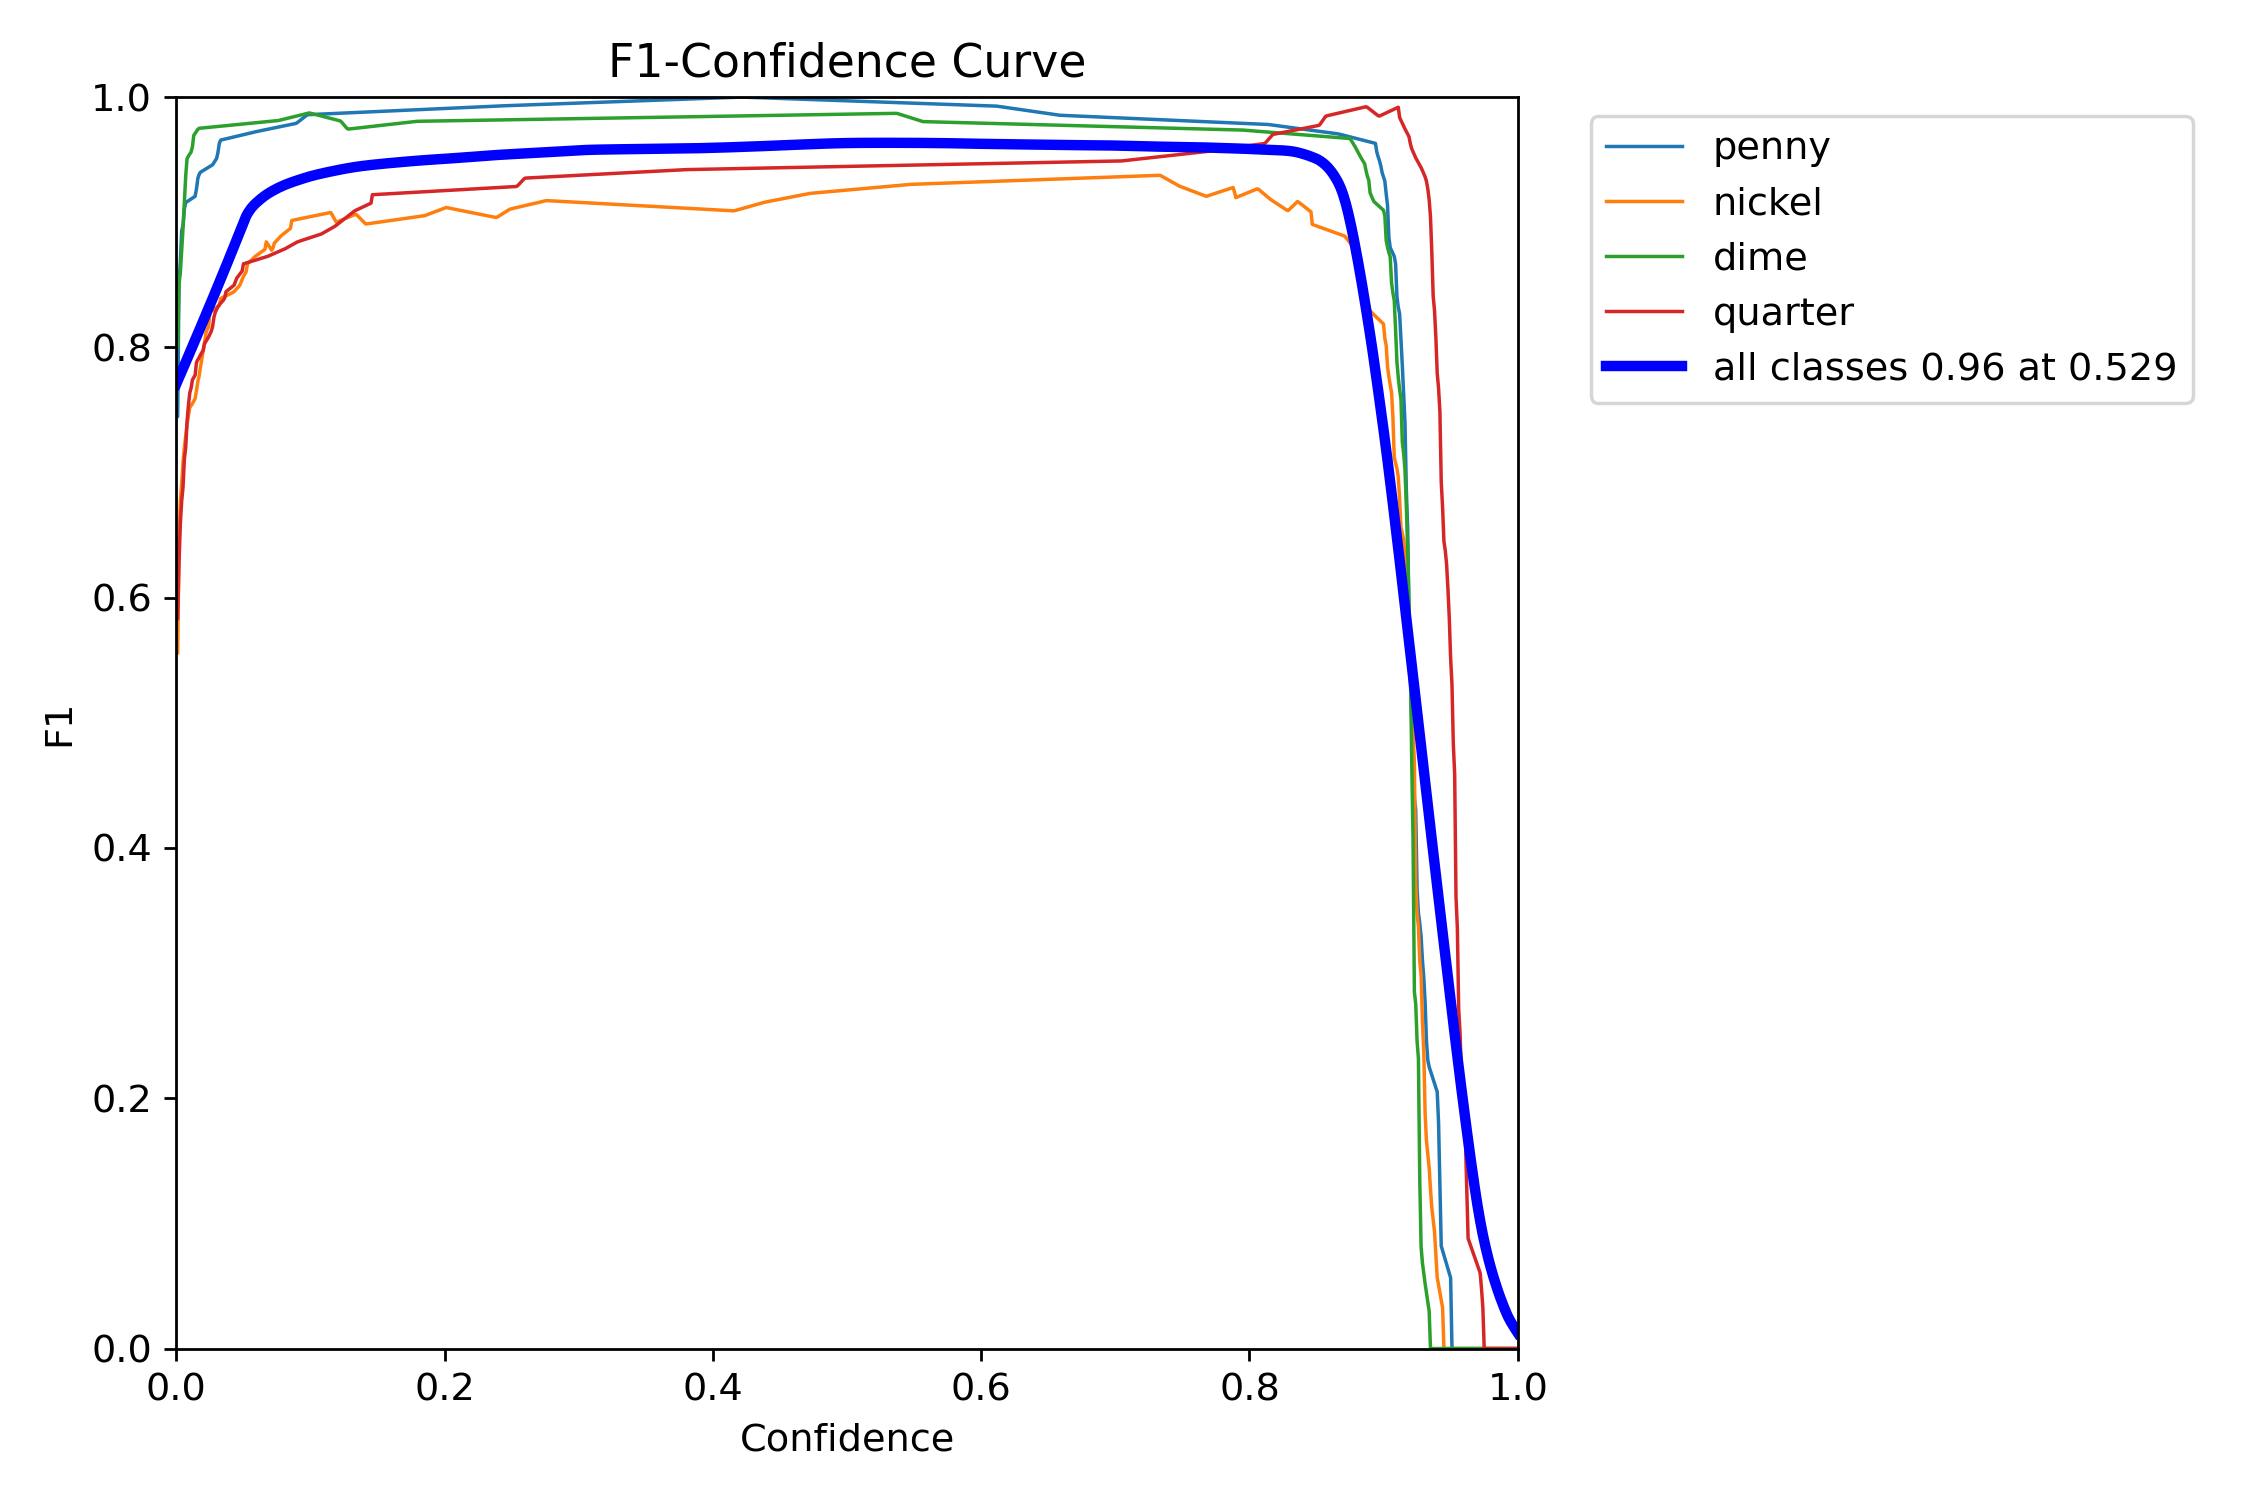 F1-Confidence Curve
1.0
0.8
0.6
0.4
0.2
0.0
F1
0.0 0.2 0.4 0.6 0.8 1.0
Confidence
penny
nickel
dime
quarter
all classes 0.96 at 0.529